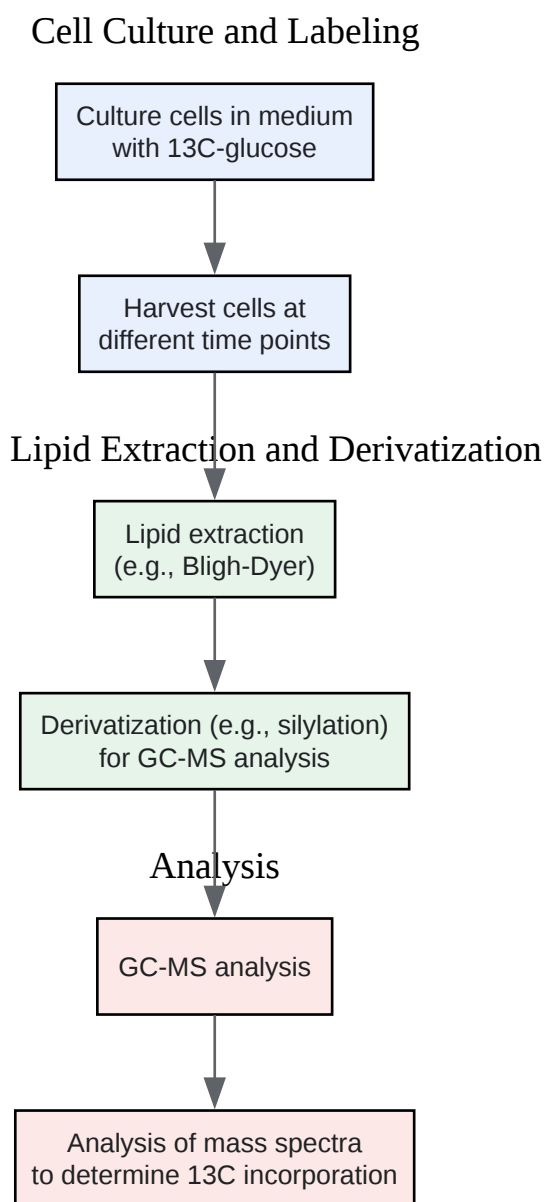 Cell Culture and Labeling
Culture cells in medium
with 13C-glucose
Harvest cells at
different time points
Lipid Extraction and Derivatization
Lipid extraction
(e.g., Bligh-Dyer)
Derivatization (e.g., silylation)
for GC-MS analysis
Analysis
GC-MS analysis
Analysis of mass spectra
to determine 13C incorporation